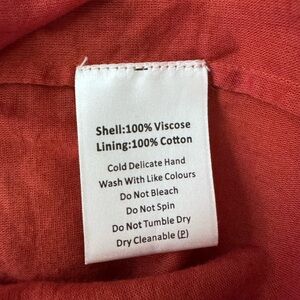 Shell:100% Viscose
Lining:100% Cotton
Cold Delicate Hand
Wash With Like Colours
Do Not Bleach
Do Not Spin
Do Not Tumble Dry
Dry Cleanable (P)